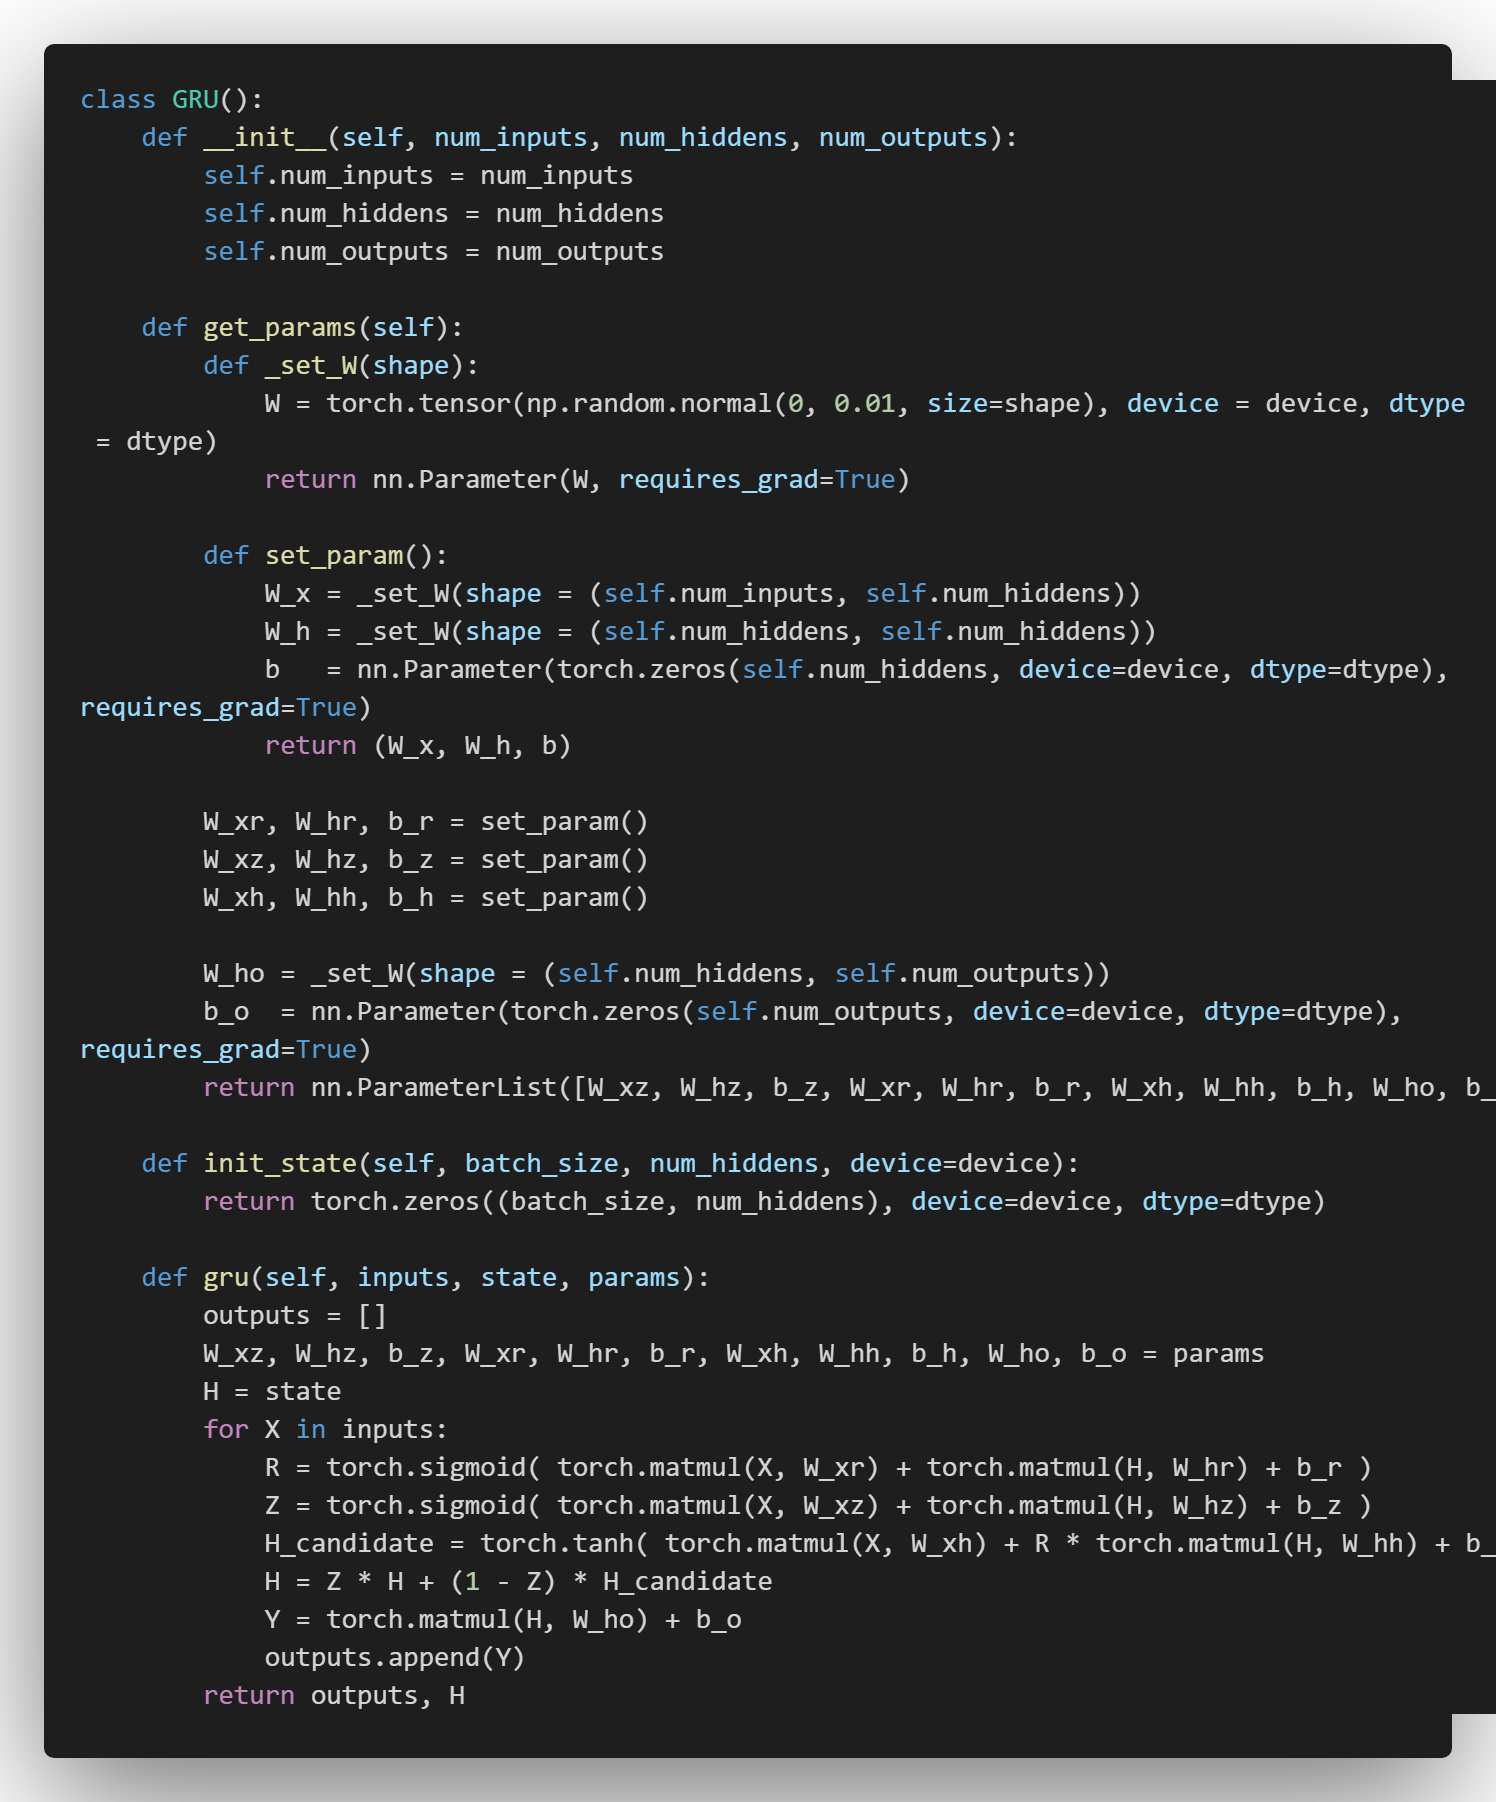 class GRU():
    def __init__(self, num_inputs, num_hiddens, num_outputs):
        self.num_inputs = num_inputs
        self.num_hiddens = num_hiddens
        self.num_outputs = num_outputs

    def get_params(self):
        def _set_W(shape):
            W = torch.tensor(np.random.normal(0, 0.01, size=shape), device = device, dtype
 = dtype)
            return nn.Parameter(W, requires_grad=True)

        def set_param():
            W_x = _set_W(shape = (self.num_inputs, self.num_hiddens))
            W_h = _set_W(shape = (self.num_hiddens, self.num_hiddens))
            b   = nn.Parameter(torch.zeros(self.num_hiddens, device=device, dtype=dtype),
requires_grad=True)
            return (W_x, W_h, b)

        W_xr, W_hr, b_r = set_param()
        W_xz, W_hz, b_z = set_param()
        W_xh, W_hh, b_h = set_param()

        W_ho = _set_W(shape = (self.num_hiddens, self.num_outputs))
        b_o  = nn.Parameter(torch.zeros(self.num_outputs, device=device, dtype=dtype),
requires_grad=True)
        return nn.ParameterList([W_xz, W_hz, b_z, W_xr, W_hr, b_r, W_xh, W_hh, b_h, W_ho, b_

    def init_state(self, batch_size, num_hiddens, device=device):
        return torch.zeros((batch_size, num_hiddens), device=device, dtype=dtype)

    def gru(self, inputs, state, params):
        outputs = []
        W_xz, W_hz, b_z, W_xr, W_hr, b_r, W_xh, W_hh, b_h, W_ho, b_o = params
        H = state
        for X in inputs:
            R = torch.sigmoid( torch.matmul(X, W_xr) + torch.matmul(H, W_hr) + b_r )
            Z = torch.sigmoid( torch.matmul(X, W_xz) + torch.matmul(H, W_hz) + b_z )
            H_candidate = torch.tanh( torch.matmul(X, W_xh) + R * torch.matmul(H, W_hh) + b_
            H = Z * H + (1 - Z) * H_candidate
            Y = torch.matmul(H, W_ho) + b_o
            outputs.append(Y)
        return outputs, H